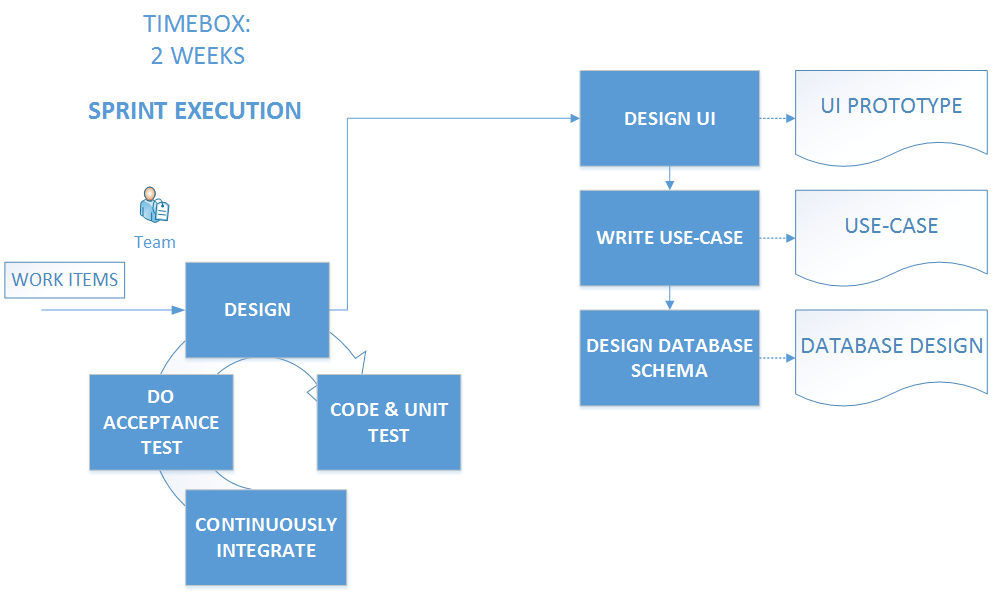 TIMEBOX:
2 WEEKS
SPRINT EXECUTION
Team
WORK ITEMS
DESIGN
DO
ACCEPTANCE
TEST
CODE & UNIT
TEST
CONTINUOUSLY
INTEGRATE
DESIGN UI
UI PROTOTYPE
WRITE USE-CASE
USE-CASE
DESIGN DATABASE
SCHEMA
DATABASE DESIGN